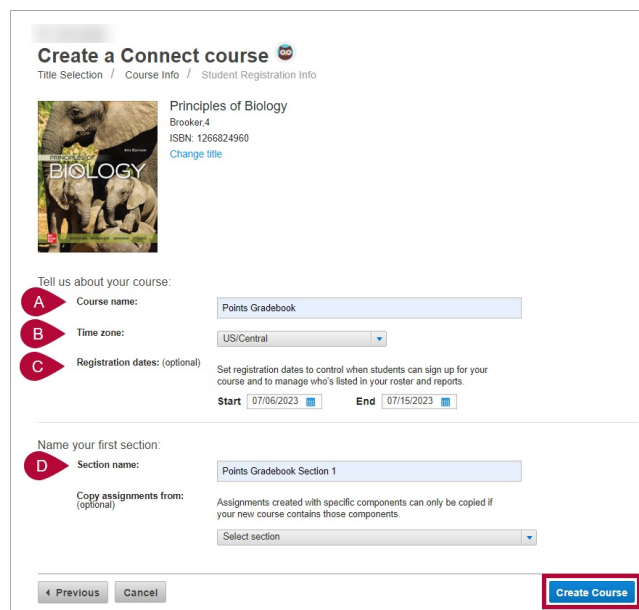 Create a Connect course
Title Selection / Course Info / Student Registration Info
Principles of Biology
Brooker,4
ISBN: 1266824960
Change title
PRINCIPLES OF
BIOLOGY
Tell us about your course:
A Course name: Points Gradebook
B Time zone: US/Central
C Registration dates: (optional)
Set registration dates to control when students can sign up for your
course and to manage who's listed in your roster and reports.
Start 07/06/2023 End 07/15/2023
Name your first section:
D Section name: Points Gradebook Section 1
Copy assignments from:
(optional)
Assignments created with specific components can only be copied if
your new course contains those components.
Select section
Previous Cancel Create Course